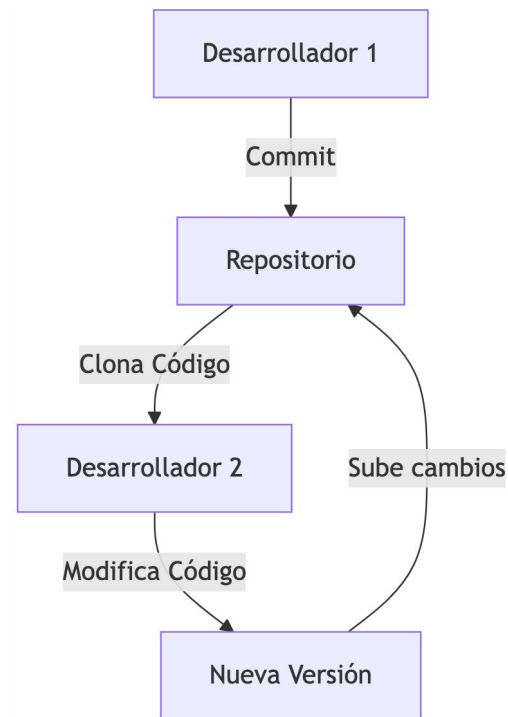 Desarrollador 1
Commit
Repositorio
Clona Código
Desarrollador 2
Sube cambios
Modifica Código
Nueva Versión